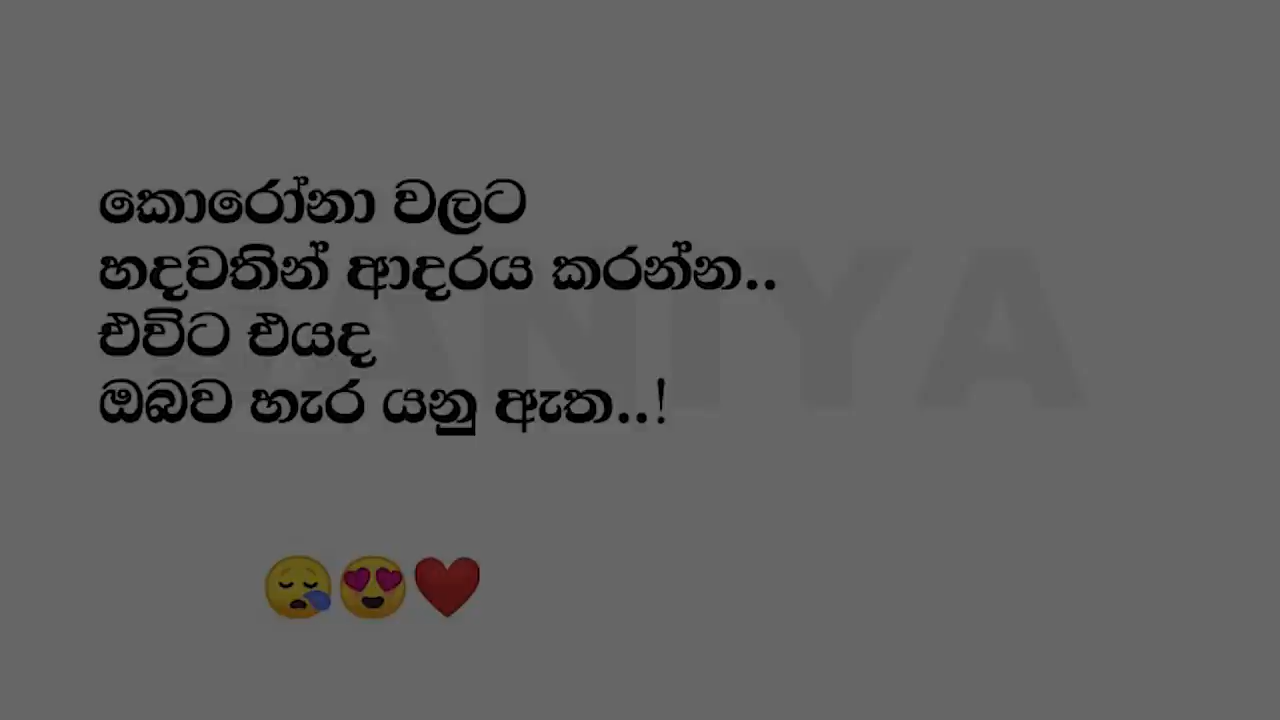 කොරෝනා වලට
හදවතින් ආදරය කරන්න..
එවිට එයද
ඔබව හැර යනු ඇත..!
😪😍❤️